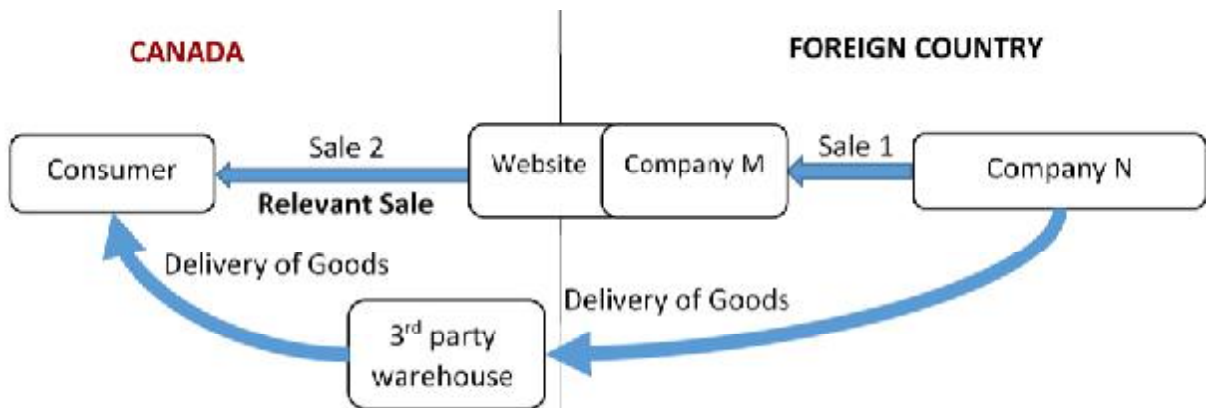 CANADA
FOREIGN COUNTRY
Consumer
Sale 2
Relevant Sale
Website
Company M
Sale 1
Company N
Delivery of Goods
Delivery of Goods
3rd party
warehouse